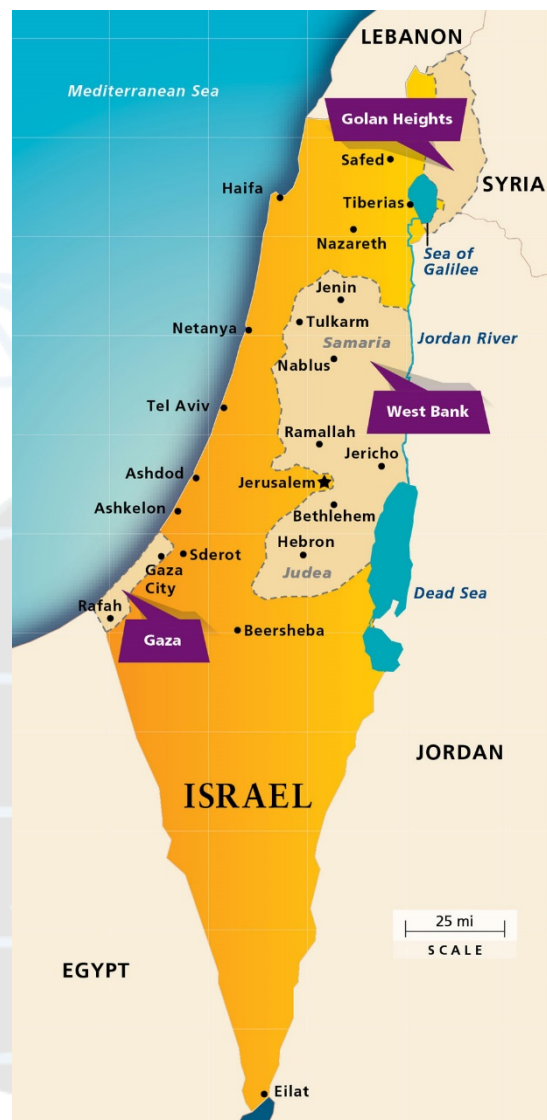 LEBANON
Mediterranean Sea
Golan Heights
Safed
SYRIA
Haifa
Tiberias
Nazareth
Sea of
Galilee
Jenin
Tulkarm
Netanya
Samaria
Jordan River
Nablus
Tel Aviv
West Bank
Ramallah
Jericho
Ashdod
Jerusalem
Ashkelon
Bethlehem
Hebron
Sderot
Gaza
City
Judea
Dead Sea
Rafah
Gaza
Beersheba
JORDAN
ISRAEL
25 mi
SCALE
EGYPT
Eilat